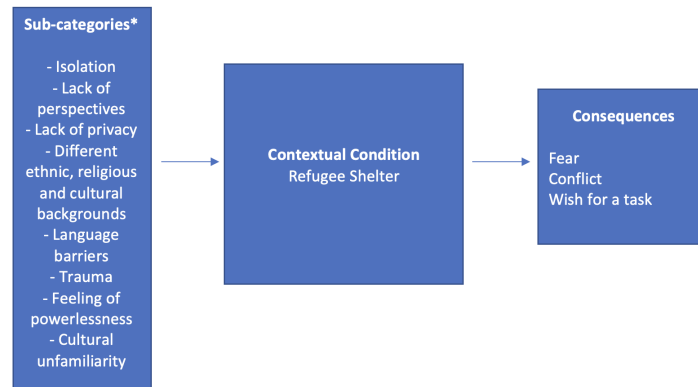 Sub-categories*
- Isolation
- Lack of
perspectives
- Lack of privacy
- Different
ethnic, religious
and cultural
backgrounds
- Language
barriers
- Trauma
- Feeling of
powerlessness
- Cultural
unfamiliarity
Contextual Condition
Refugee Shelter
Consequences
Fear
Conflict
Wish for a task